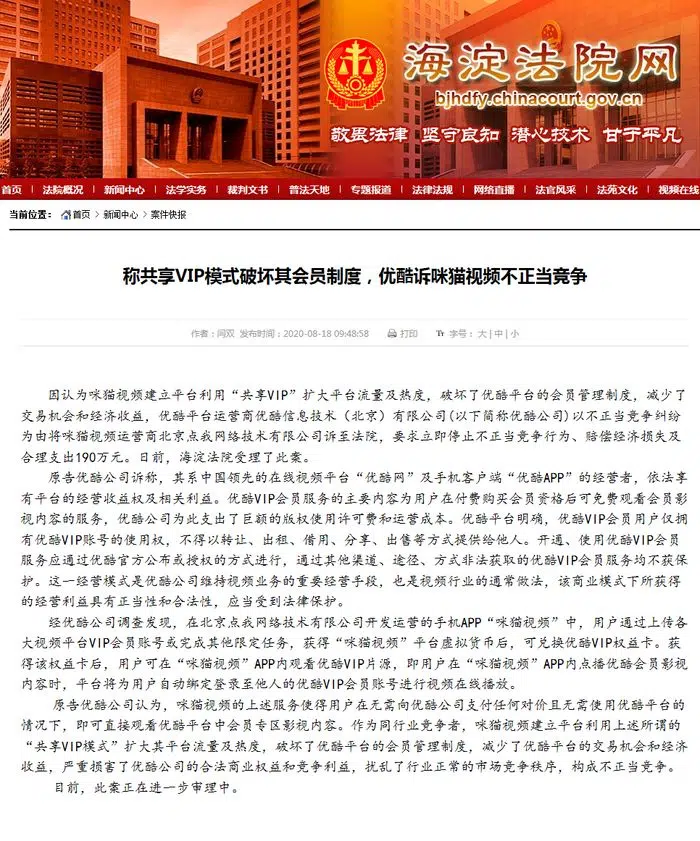 海淀法院网
bjhdfy.chinacourt.gov.cn
敬畏法律 坚守良知 潜心技术 甘于平凡
首页 | 法院概况 | 新闻中心 | 法学实务 | 裁判文书 | 普法天地 | 专题报道 | 法律法规 | 网络直播 | 法官风采 | 法苑文化 | 视频在线
当前位置: 首页 > 新闻中心 > 案件快报
称共享VIP模式破坏其会员制度，优酷诉咪猫视频不正当竞争
作者：闫双 发布时间：2020-08-18 09:48:58 打印 Tr 字号： 大 | 中 | 小
因认为咪猫视频建立平台利用“共享VIP”扩大平台流量及热度，破坏了优酷平台的会员管理制度，减少了
交易机会和经济收益，优酷平台运营商优酷信息技术（北京）有限公司(以下简称优酷公司)以不正当竞争纠纷
为由将咪猫视频运营商北京点我网络技术有限公司诉至法院，要求立即停止不正当竞争行为、赔偿经济损失及
合理支出190万元。日前，海淀法院受理了此案。
原告优酷公司诉称，其系中国领先的在线视频平台“优酷网”及手机客户端“优酷APP”的经营者，依法享
有平台的经营收益权及相关利益。优酷VIP会员服务的主要内容为用户在付费购买会员资格后可免费观看会员影
视内容的服务，优酷公司为此支出了巨额的版权使用许可费和运营成本。优酷平台明确，优酷VIP会员用户仅拥
有优酷VIP账号的使用权，不得以转让、出租、借用、分享、出售等方式提供给他人。开通、使用优酷VIP会员
服务应通过优酷官方公布或授权的方式进行，通过其他渠道、途径、方式非法获取的优酷VIP会员服务均不获保
护。这一经营模式是优酷公司维持视频业务的重要经营手段，也是视频行业的通常做法，该商业模式下所获得
的经营利益具有正当性和合法性，应当受到法律保护。
经优酷公司调查发现，在北京点我网络技术有限公司开发运营的手机APP“咪猫视频”中，用户通过上传各
大视频平台VIP会员账号或完成其他限定任务，获得“咪猫视频”平台虚拟货币后，可兑换优酷VIP权益卡。获
得该权益卡后，用户可在“咪猫视频”APP内观看优酷VIP片源，即用户在“咪猫视频”APP内点播优酷会员影视
内容时，平台将为用户自动绑定登录至他人的优酷VIP会员账号进行视频在线播放。
原告优酷公司认为，咪猫视频的上述服务使得用户在无需向优酷公司支付任何对价且无需使用优酷平台的
情况下，即可直接观看优酷平台中会员专区影视内容。作为同行业竞争者，咪猫视频建立平台利用上述所谓的
“共享VIP模式”扩大其平台流量及热度，破坏了优酷平台的会员管理制度，减少了优酷平台的交易机会和经济
收益，严重损害了优酷公司的合法商业权益和竞争利益，扰乱了行业正常的市场竞争秩序，构成不正当竞争。
目前，此案正在进一步审理中。